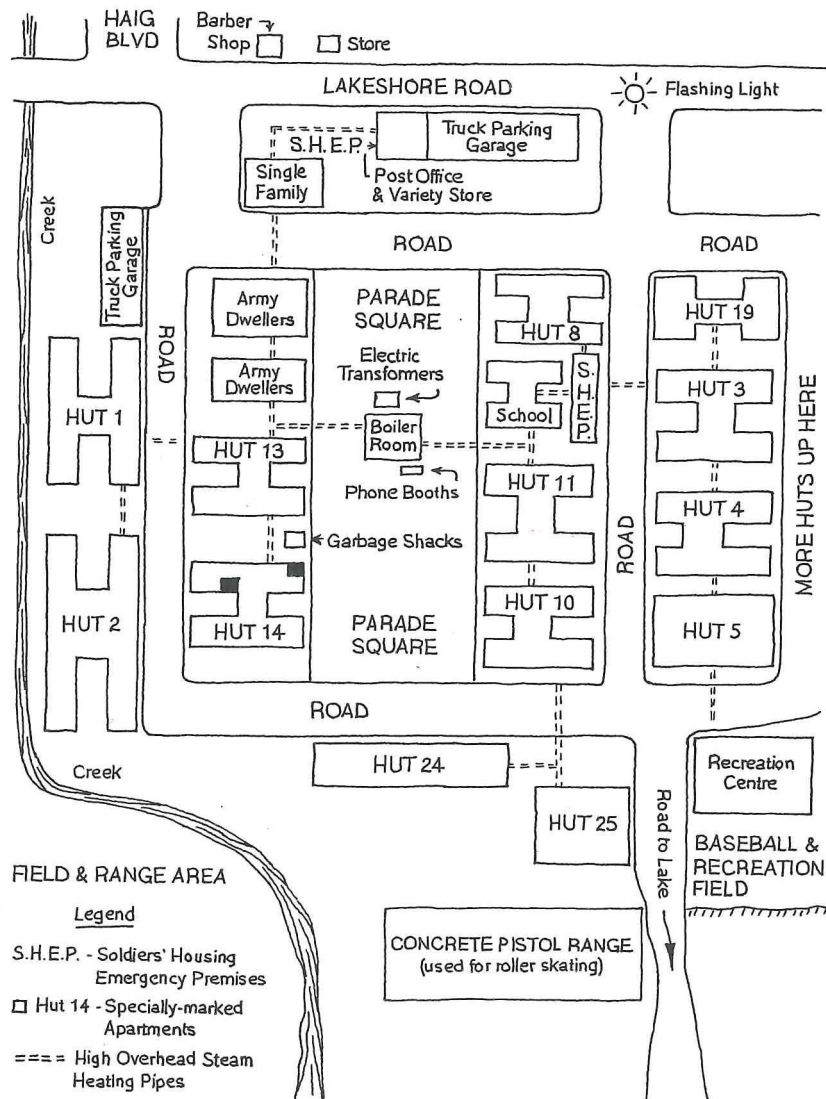 HAIG
BLVD
Barber
Shop
Store
LAKESHORE ROAD
Flashing Light
S.H.E.P.
Truck Parking
Garage
Single
Family
Post Office
& Variety Store
Creek
Truck Parking
Garage
ROAD
ROAD
ROAD
Army
Dwellers
PARADE
SQUARE
HUT 8
HUT 19
Army
Dwellers
Electric
Transformers
S.H.E.P.
School
HUT 3
HUT 1
HUT 13
Boiler
Room
Phone Booths
HUT 11
HUT 4
MORE HUTS UP HERE
Garbage Shacks
ROAD
HUT 2
HUT 14
PARADE
SQUARE
HUT 10
HUT 5
ROAD
Creek
HUT 24
HUT 25
Recreation
Centre
Road to Lake
BASEBALL &
RECREATION
FIELD
FIELD & RANGE AREA
Legend
S.H.E.P. - Soldiers' Housing
Emergency Premises
Hut 14 - Specially-marked
Apartments
High Overhead Steam
Heating Pipes
CONCRETE PISTOL RANGE
(used for roller skating)